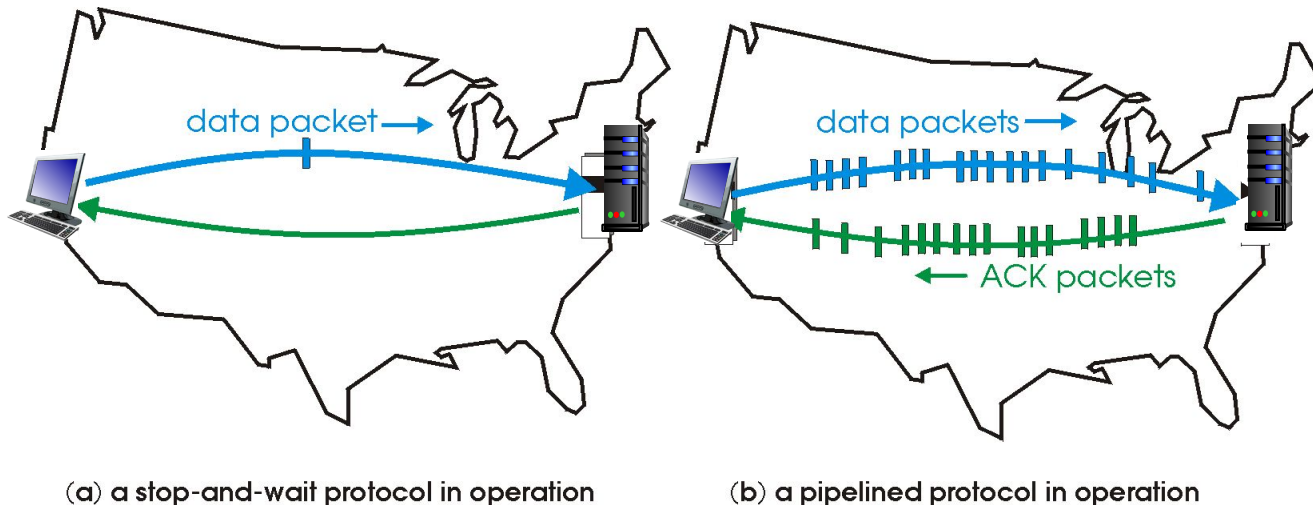 data packet
data packets
ACK packets
(a) a stop-and-wait protocol in operation
(b) a pipelined protocol in operation